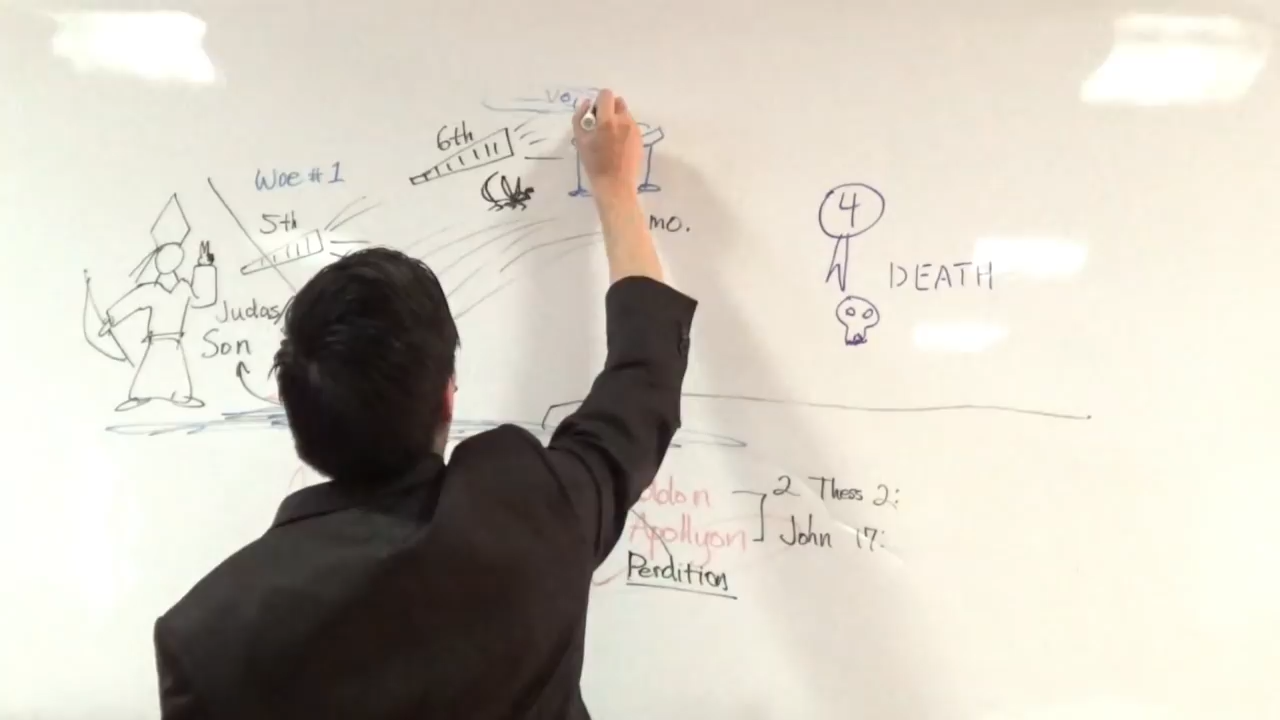 6th
Woe #1
5th
mo.
4
DEATH
Judas
Son
2 Thess 2:
Apollyon
John 17:
Perdition